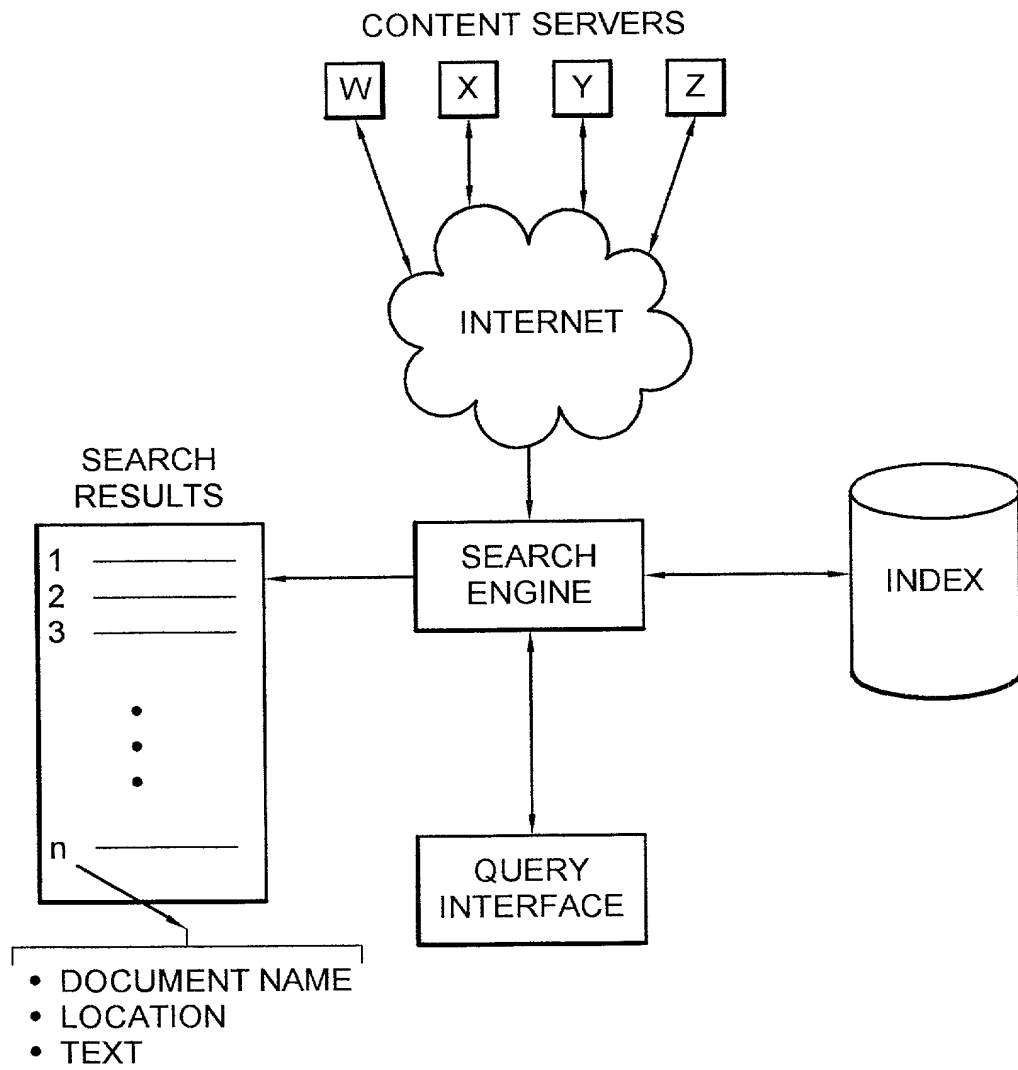 CONTENT SERVERS
W X Y Z
INTERNET
SEARCH
RESULTS
1
2
3
n
SEARCH
ENGINE
INDEX
QUERY
INTERFACE
• DOCUMENT NAME
• LOCATION
• TEXT